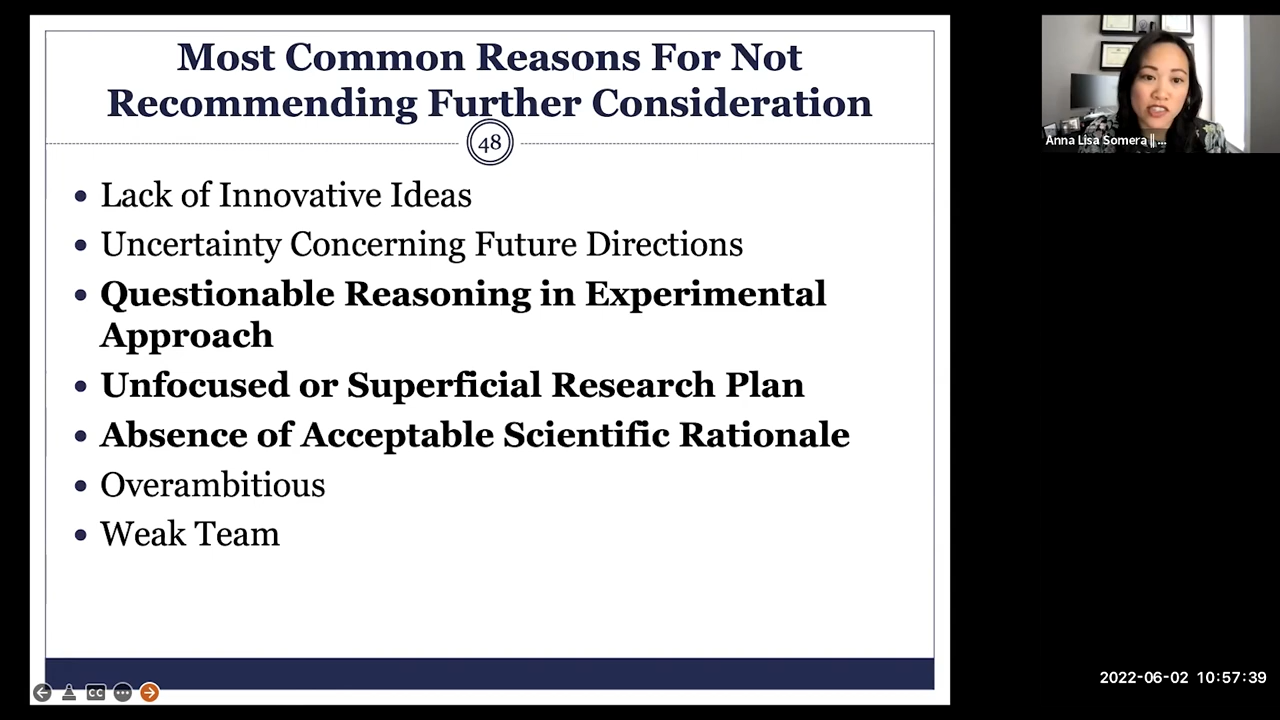 Most Common Reasons For Not
Recommending Further Consideration
48
• Lack of Innovative Ideas
• Uncertainty Concerning Future Directions
• Questionable Reasoning in Experimental
Approach
• Unfocused or Superficial Research Plan
• Absence of Acceptable Scientific Rationale
• Overambitious
• Weak Team
CC
Anna Lisa Somera || ...
2022-06-02 10:57:39